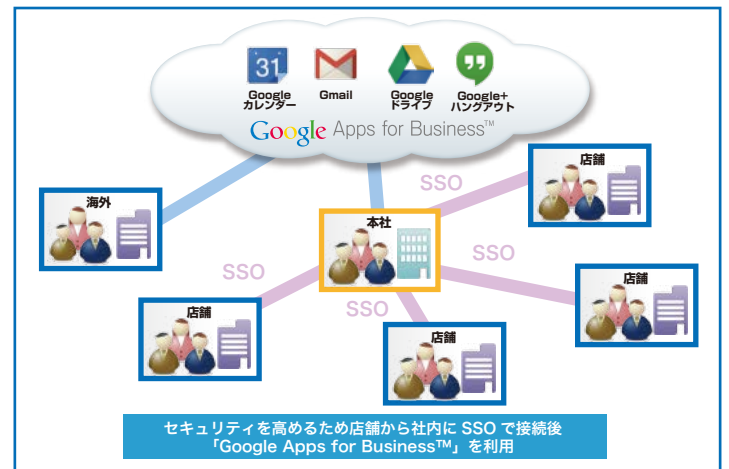 31
Google
カレンダー
Gmail
Google
ドライブ
Google+
ハングアウト
Google Apps for Business™
SSO
店舗
海外
本社
SSO
SSO
店舗
店舗
SSO
店舗
セキュリティを高めるため店舗から社内に SSO で接続後
「Google Apps for Business™」を利用